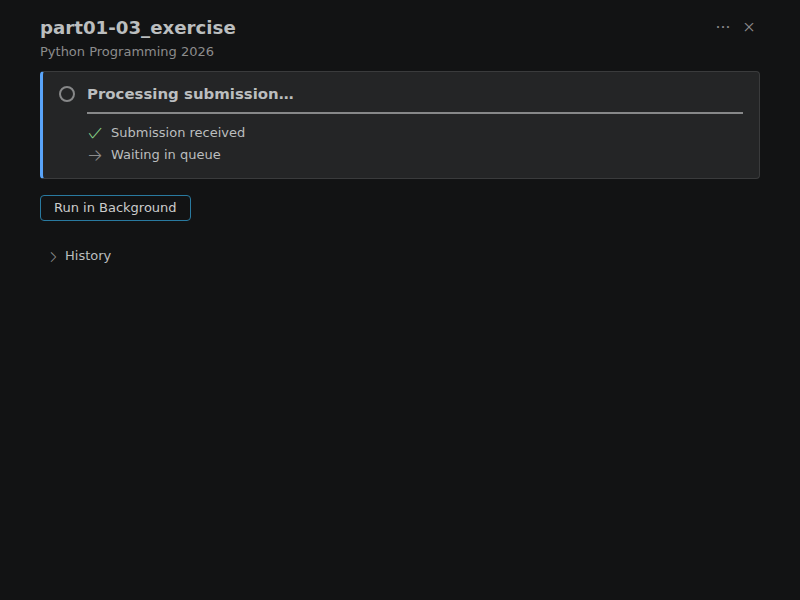 part01-03_exercise
Python Programming 2026
Processing submission…
Submission received
Waiting in queue
Run in Background
History